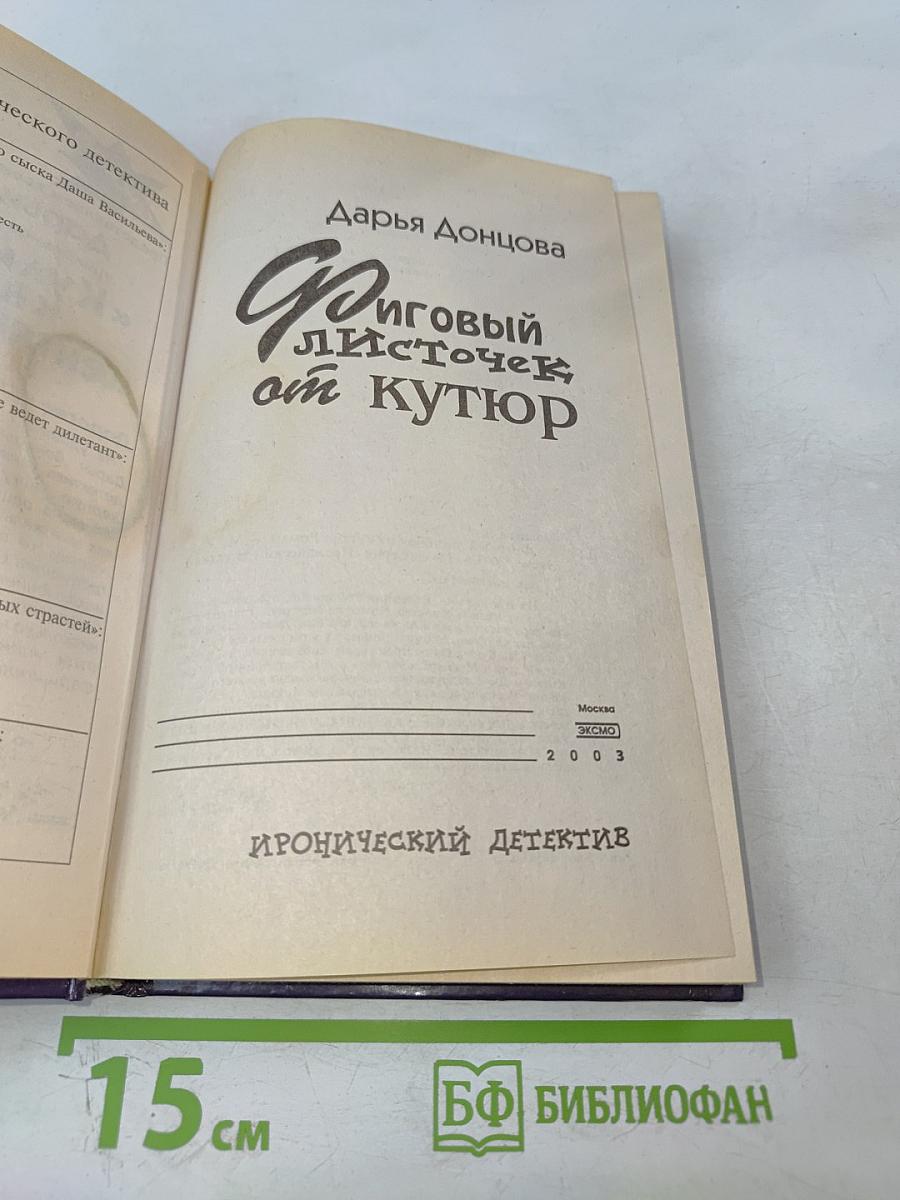 ческого детектива
о сыска Даша Васильева»:
есть
е ведет дилетант»:
ых страстей»:
Дарья Донцова
Фиговый
листочек
от кутюр
Москва
ЭКСМО
2003
ИРОНИЧЕСКИЙ ДЕТЕКТИВ
15 см
БФ БИБЛИОФАН